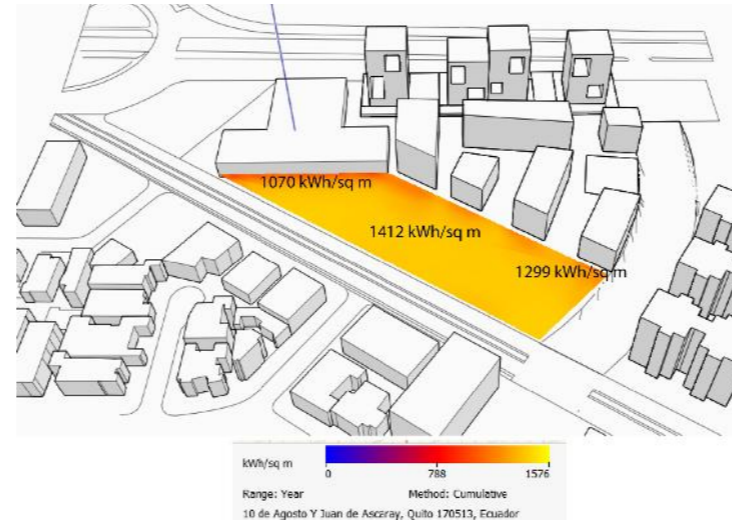 1070 kWh/sq m
1412 kWh/sq m
1299 kWh/sq m
kWh/sq m
0 788 1576
Range: Year Method: Cumulative
10 de Agosto Y Juan de Ascaray, Quito 170513, Ecuador